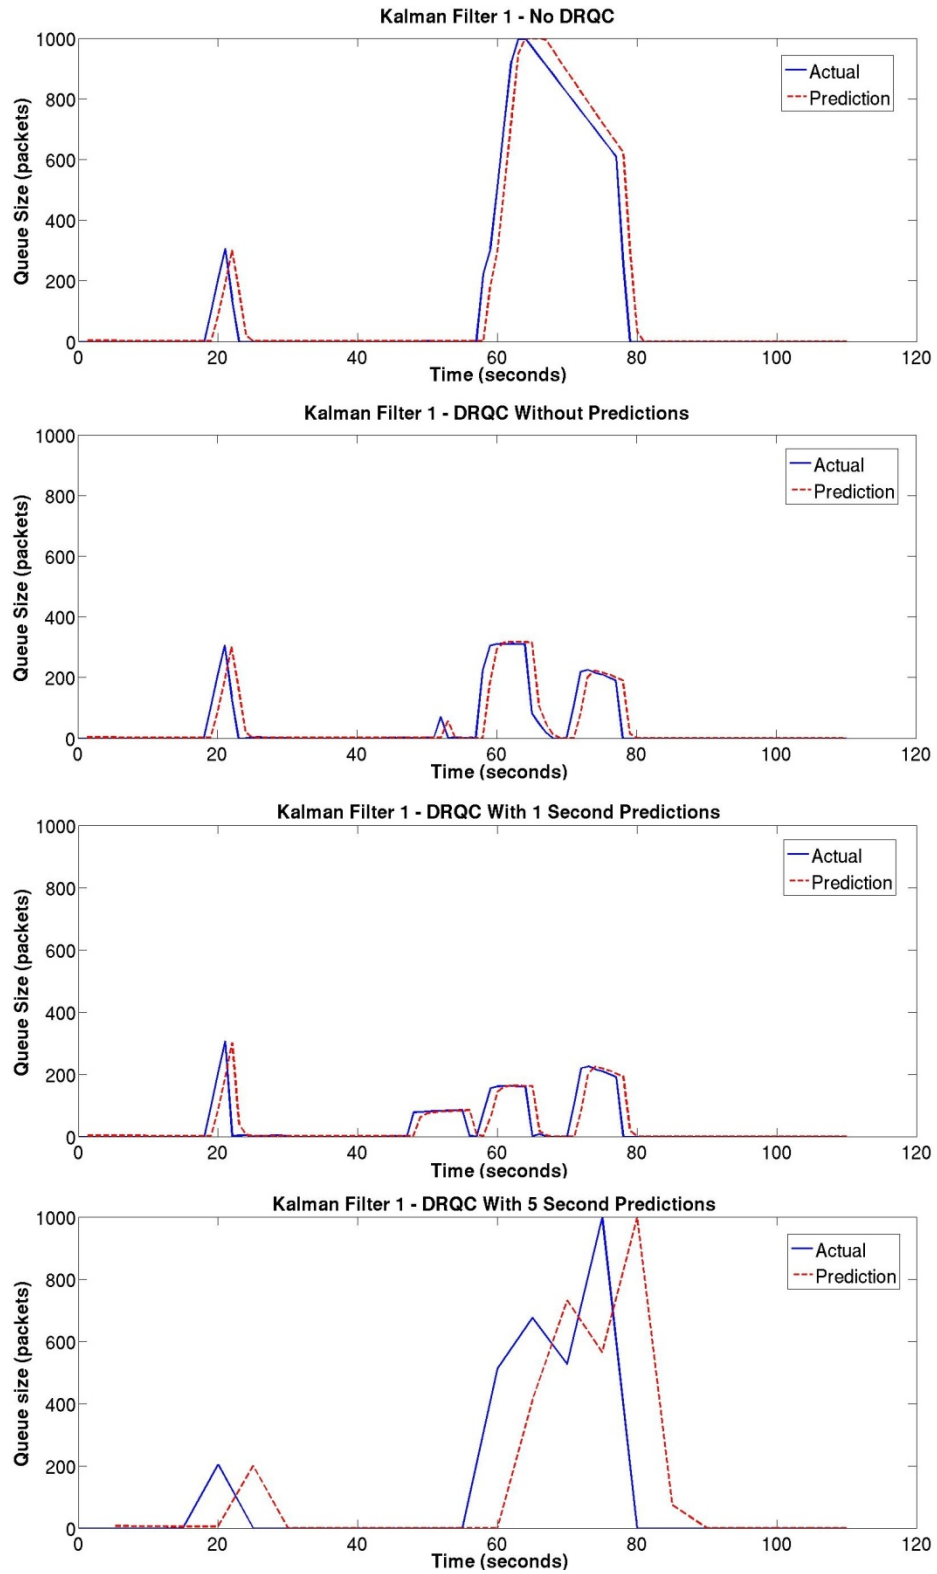 Kalman Filter 1 - No DRQC
1000
800
600
400
200
0
Queue Size (packets)
Actual
Prediction
0 20 40 60 80 100 120
Time (seconds)
Kalman Filter 1 - DRQC Without Predictions
1000
800
600
400
200
0
Queue Size (packets)
Actual
Prediction
0 20 40 60 80 100 120
Time (seconds)
Kalman Filter 1 - DRQC With 1 Second Predictions
1000
800
600
400
200
0
Queue Size (packets)
Actual
Prediction
0 20 40 60 80 100 120
Time (seconds)
Kalman Filter 1 - DRQC With 5 Second Predictions
1000
800
600
400
200
0
Queue size (packets)
Actual
Prediction
0 20 40 60 80 100 120
Time (seconds)